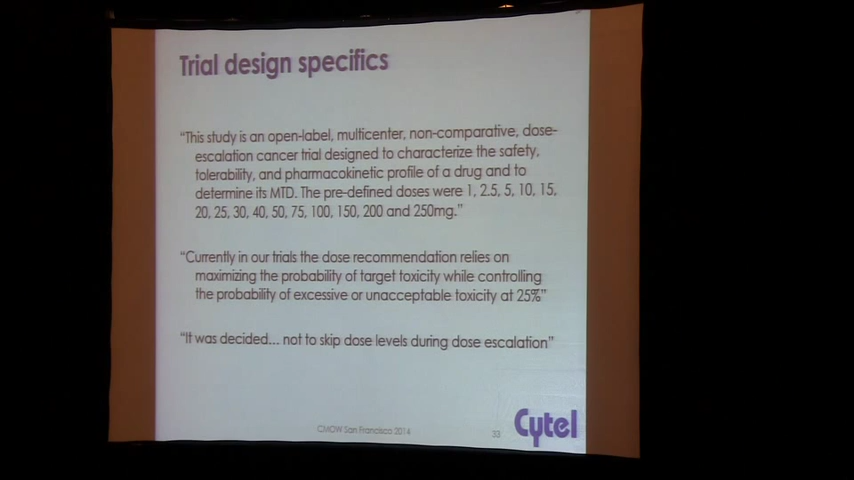 Trial design specifics
“This study is an open-label, multicenter, non-comparative, dose-
escalation cancer trial designed to characterize the safety,
tolerability, and pharmacokinetic profile of a drug and to
determine its MTD. The pre-defined doses were 1, 2.5, 5, 10, 15,
20, 25, 30, 40, 50, 75, 100, 150, 200 and 250mg.”
“Currently in our trials the dose recommendation relies on
maximizing the probability of target toxicity while controlling
the probability of excessive or unacceptable toxicity at 25%”
“It was decided... not to skip dose levels during dose escalation”
CMOW San Francisco 2014
33
Cytel